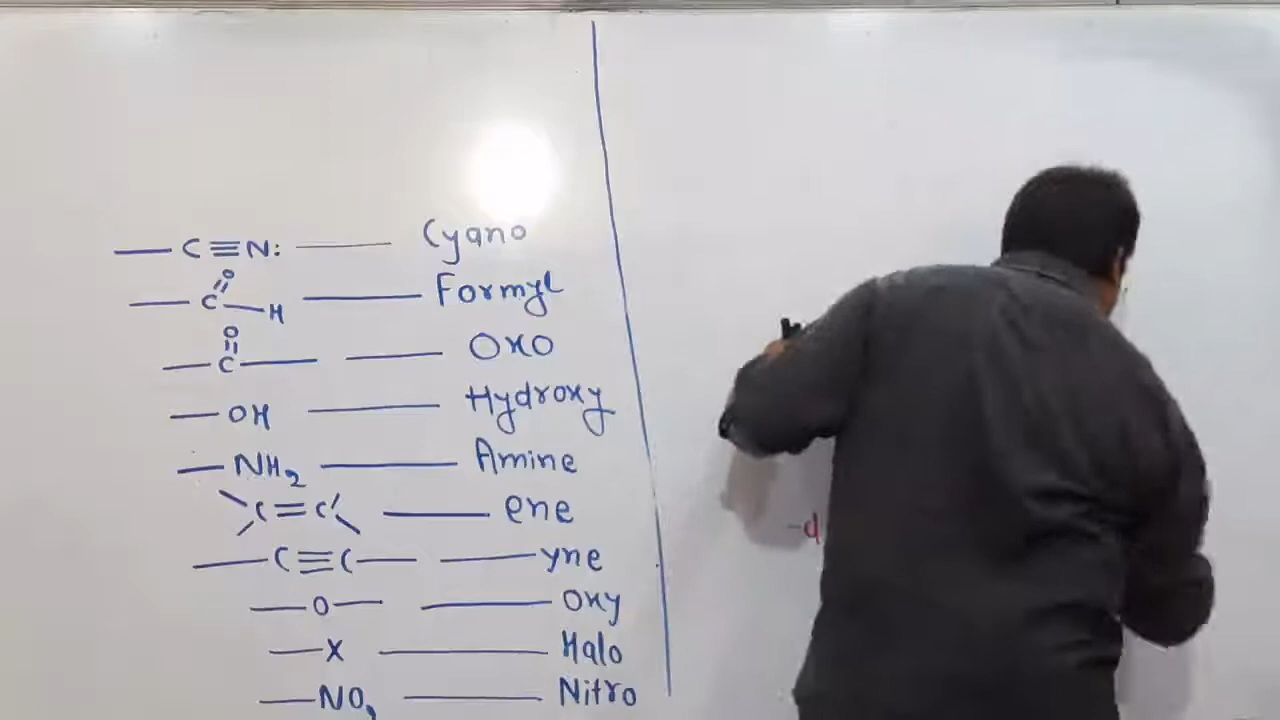 —C≡N: —— Cyano
—C(=O)—H —— Formyl
—C(=O)— —— Oxo
—OH —— Hydroxy
—NH₂ —— Amine
>C=C< —— ene
—C≡C— —— yne
—O— —— Oxy
—X —— Halo
—NO₂ —— Nitro